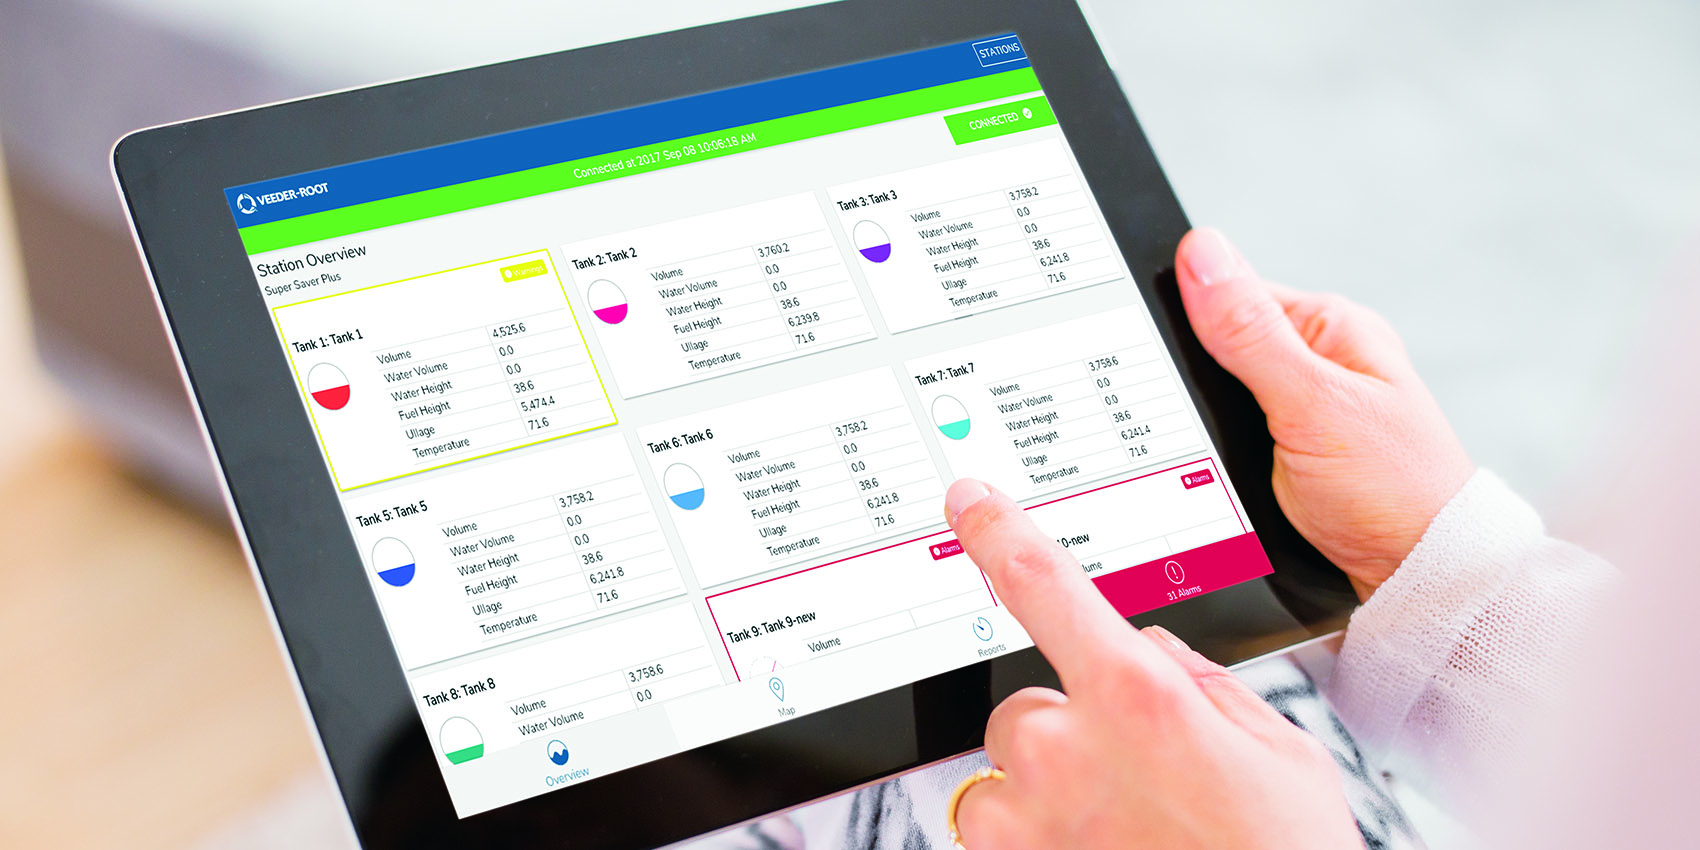 STATIONS
VEEDER-ROOT
Connected at 2017 Sep 08 10:06:18 AM
CONNECTED
Station Overview
Super Saver Plus
Warnings
Tank 1: Tank 1
Volume 4,525.6
Water Volume 0.0
Water Height 0.0
Fuel Height 38.6
Ullage 5,474.4
Temperature 71.6
Tank 2: Tank 2
Volume 3,760.2
Water Volume 0.0
Water Height 0.0
Fuel Height 38.6
Ullage 6,239.8
Temperature 71.6
Tank 3: Tank 3
Volume 3,758.2
Water Volume 0.0
Water Height 0.0
Fuel Height 38.6
Ullage 6,241.8
Temperature 71.6
Tank 5: Tank 5
Volume 3,758.2
Water Volume 0.0
Water Height 0.0
Fuel Height 38.6
Ullage 6,241.8
Temperature 71.6
Tank 6: Tank 6
Volume 3,758.2
Water Volume 0.0
Water Height 0.0
Fuel Height 38.6
Ullage 6,241.8
Temperature 71.6
Tank 7: Tank 7
Volume 3,758.6
Water Volume 0.0
Water Height 0.0
Fuel Height 38.6
Ullage 6,241.4
Temperature 71.6
Tank 8: Tank 8
Volume 3,758.6
Water Volume 0.0
Alarms
Tank 9: Tank 9-new
Volume
Alarms
10-new
lume
Overview
Map
Reports
31 Alarms